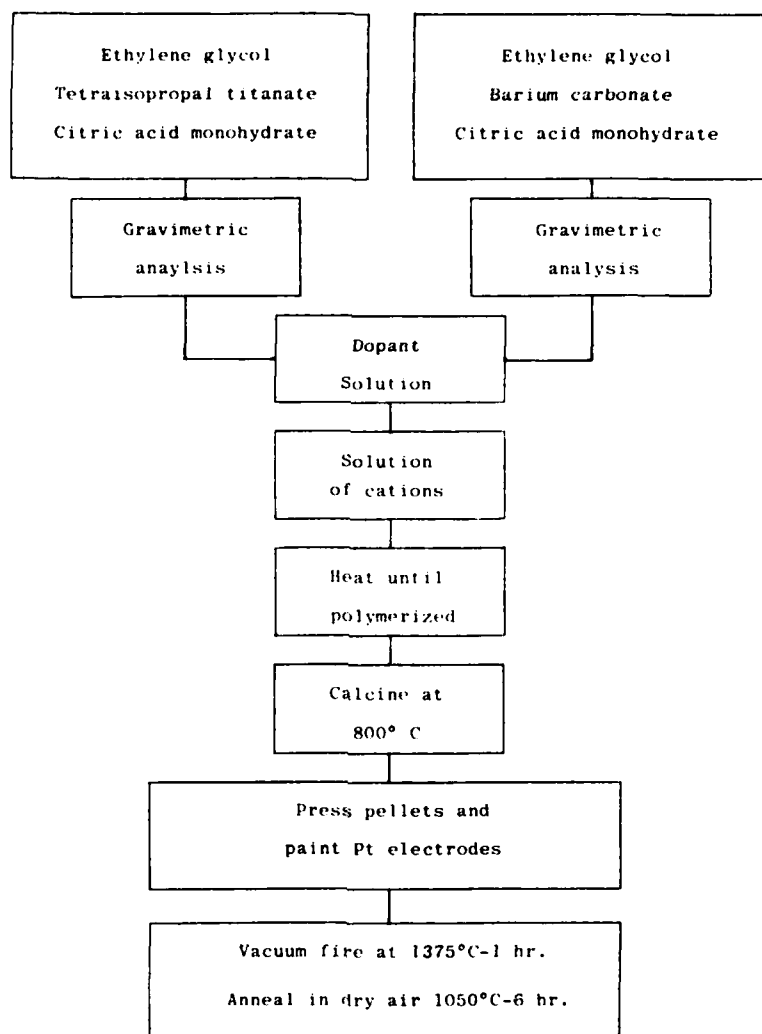 Ethylene glycol
Tetraisopropal titanate
Citric acid monohydrate
Ethylene glycol
Barium carbonate
Citric acid monohydrate
Gravimetric
anaylsis
Gravimetric
analysis
Dopant
Solution
Solution
of cations
Heat until
polymerized
Calcine at
800° C
Press pellets and
paint Pt electrodes
Vacuum fire at 1375°C-1 hr.
Anneal in dry air 1050°C-6 hr.